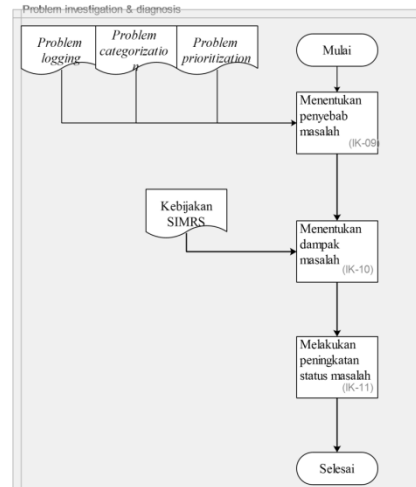 Problem investigation & diagnosis
Problem
logging
Problem
categorizatio
n
Problem
prioritization
Mulai
Menentukan
penyebab
masalah
(IK-09)
Kebijakan
SIMRS
Menentukan
dampak
masalah
(IK-10)
Melakukan
peningkatan
status masalah
(IK-11)
Selesai